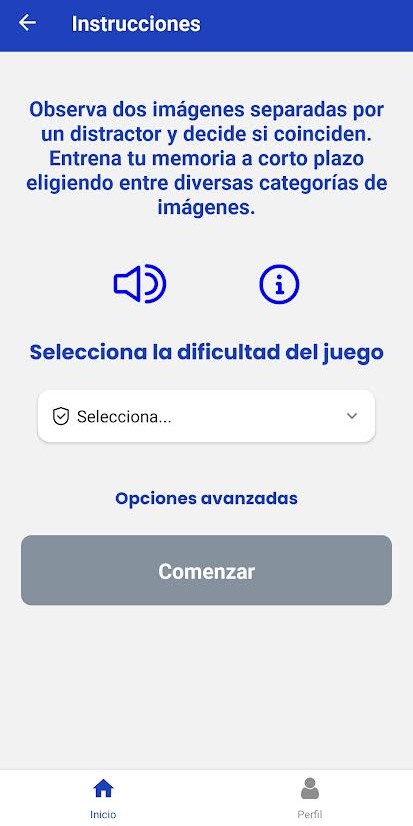 Instrucciones
Observa dos imágenes separadas por
un distractor y decide si coinciden.
Entrena tu memoria a corto plazo
eligiendo entre diversas categorías de
imágenes.
Selecciona la dificultad del juego
Selecciona...
Opciones avanzadas
Comenzar
Inicio
Perfil